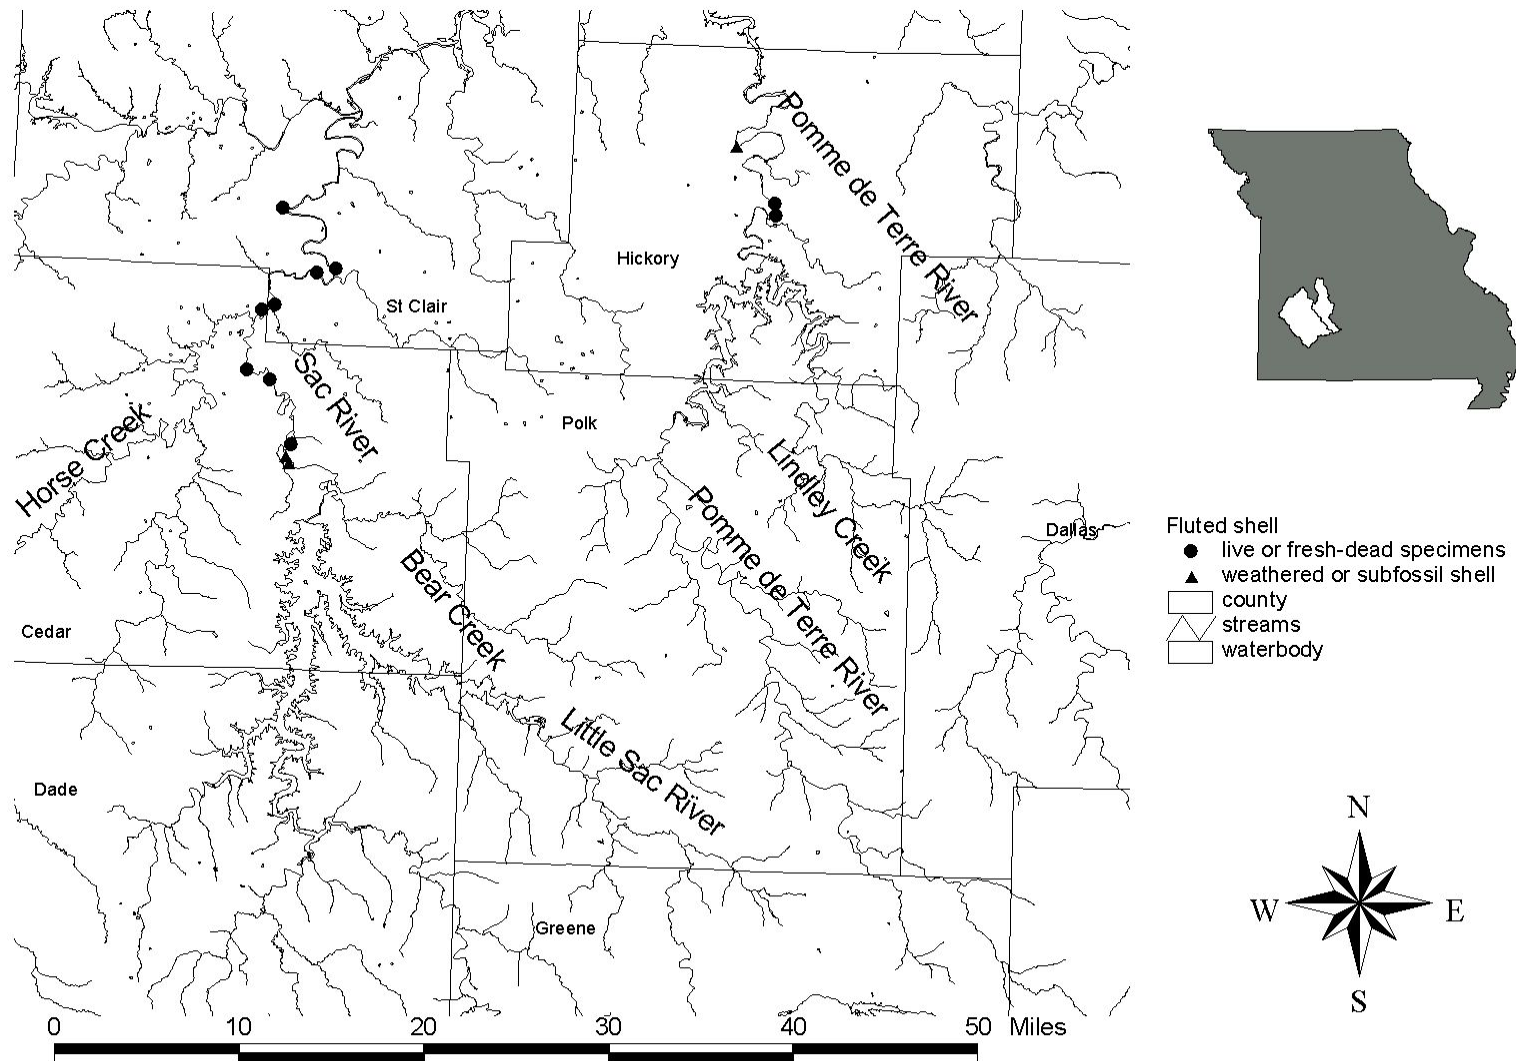 Pomme de Terre River
Hickory
St Clair
Sac River
Horse Creek
Polk
Lindley Creek
Pomme de Terre River
Dallas
Bear Creek
Cedar
Little Sac River
Dade
Greene
Fluted shell
live or fresh-dead specimens
weathered or subfossil shell
county
streams
waterbody
N
W E
S
0 10 20 30 40 50 Miles